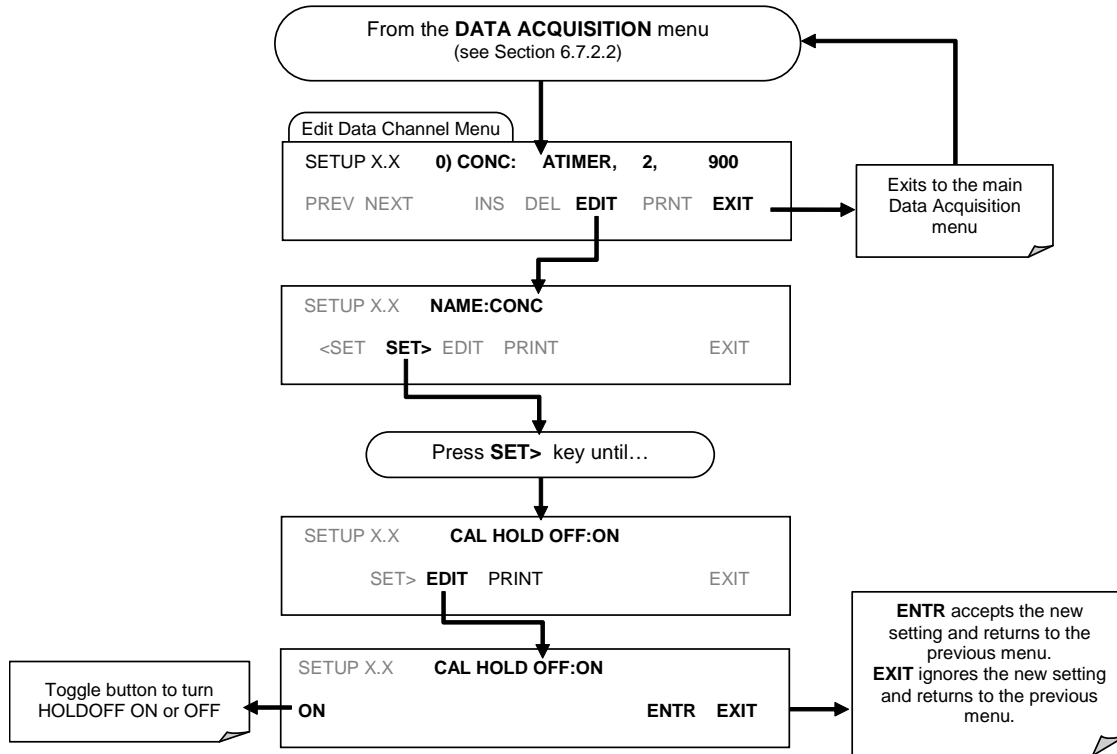 From the DATA ACQUISITION menu
(see Section 6.7.2.2)
Edit Data Channel Menu
SETUP X.X 0) CONC: ATIMER, 2, 900
PREV NEXT INS DEL EDIT PRNT EXIT
Exits to the main
Data Acquisition
menu
SETUP X.X NAME:CONC
<SET SET> EDIT PRINT EXIT
Press SET> key until…
SETUP X.X CAL HOLD OFF:ON
SET> EDIT PRINT EXIT
SETUP X.X CAL HOLD OFF:ON
ON ENTR EXIT
Toggle button to turn
HOLDOFF ON or OFF
ENTR accepts the new
setting and returns to the
previous menu.
EXIT ignores the new setting
and returns to the previous
menu.